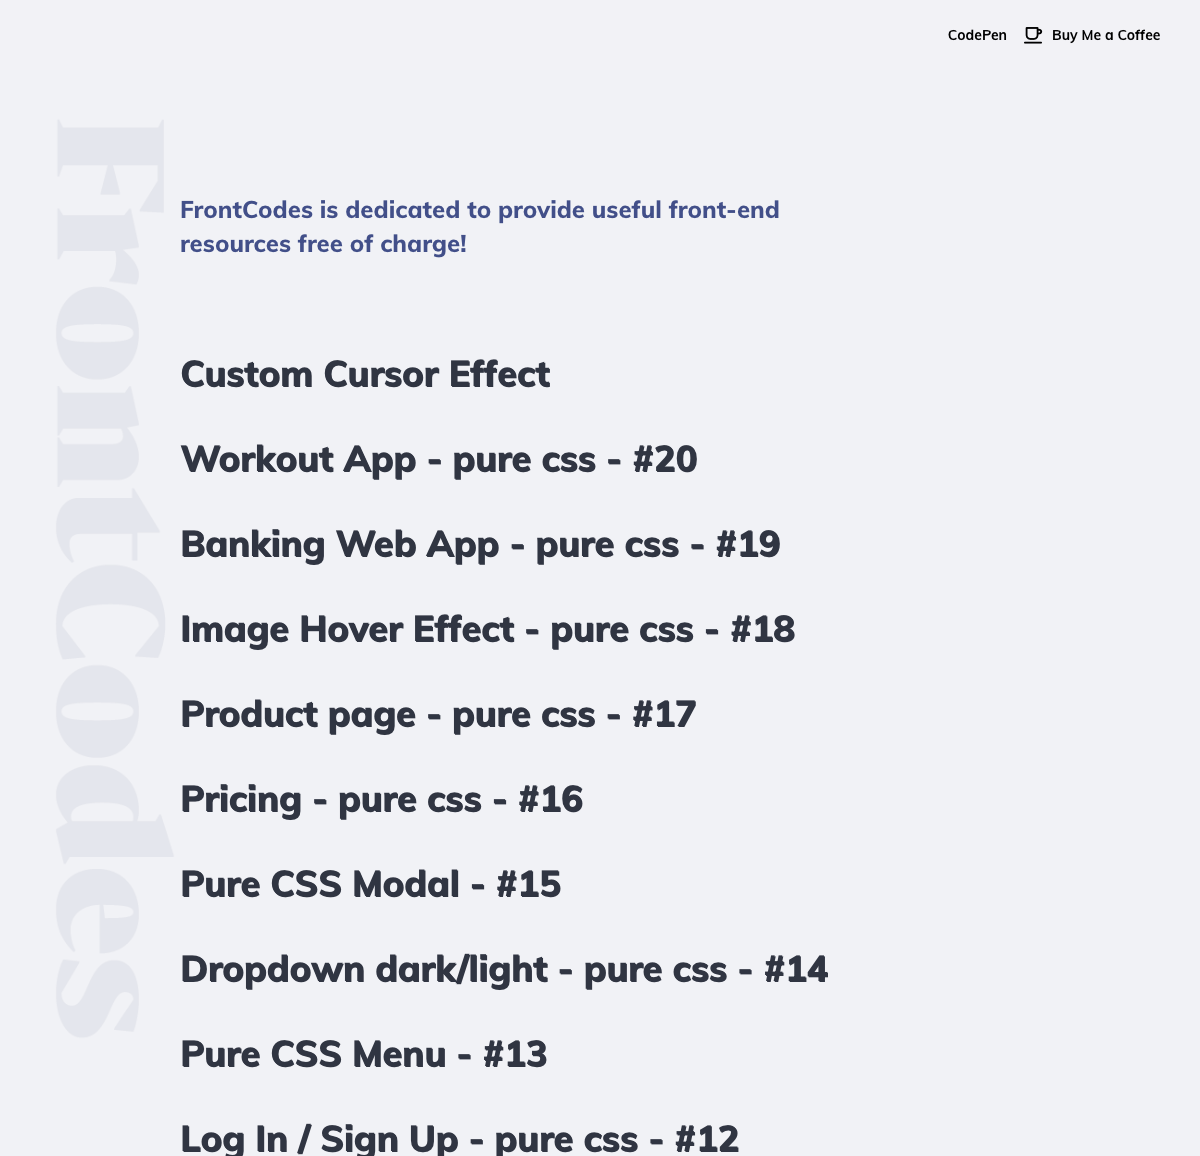 CodePen
Buy Me a Coffee
FrontCodes
FrontCodes is dedicated to provide useful front-end
resources free of charge!
Custom Cursor Effect
Workout App - pure css - #20
Banking Web App - pure css - #19
Image Hover Effect - pure css - #18
Product page - pure css - #17
Pricing - pure css - #16
Pure CSS Modal - #15
Dropdown dark/light - pure css - #14
Pure CSS Menu - #13
Log In / Sign Up - pure css - #12